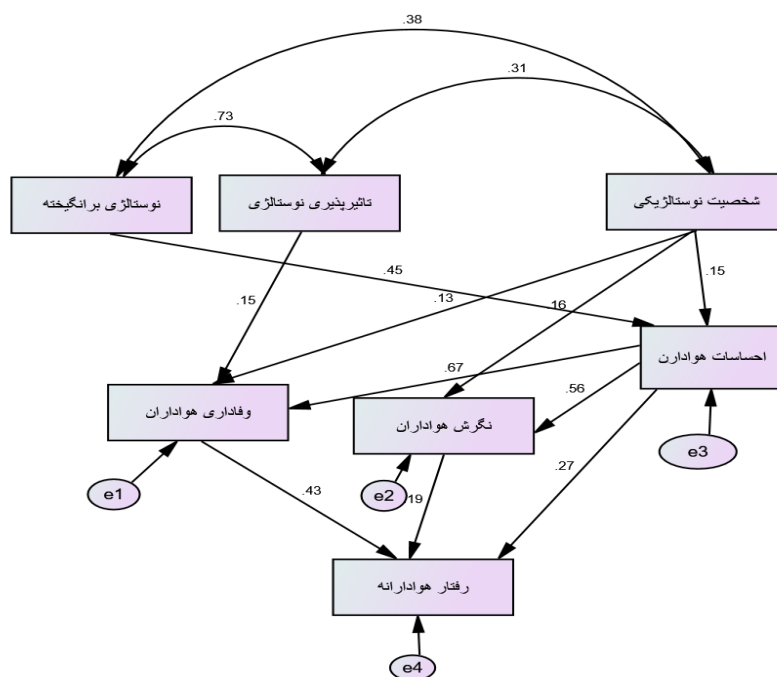 .38
.31
.73
نوستالژی برانگیخته
تاثیرپذیری نوستالژی
شخصیت نوستالژیکی
.45
.15
.15
.13
.16
احساسات هوادارن
.67
.56
وفاداری هواداران
نگرش هواداران
.27
e3
e1
e2
.43
.19
رفتار هوادارانه
e4